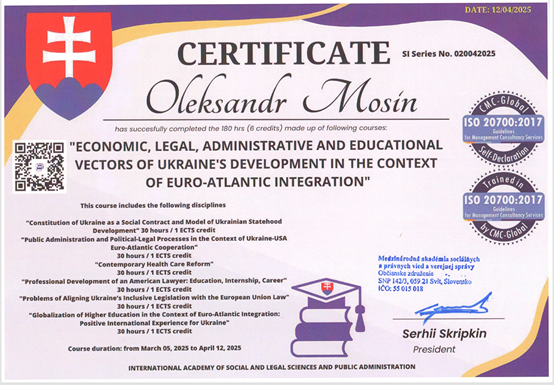 DATE: 12/04/2025
CERTIFICATE
SI Series No. 020042025
Oleksandr Mosin
has succesfully completed the 180 hrs (6 credits) made up of following courses:
"ECONOMIC, LEGAL, ADMINISTRATIVE AND EDUCATIONAL
VECTORS OF UKRAINE'S DEVELOPMENT IN THE CONTEXT
OF EURO-ATLANTIC INTEGRATION"
CMC-Global
ISO 20700:2017
Guidelines
for Management Consultancy Services
Self-Declaration
Trained in
ISO 20700:2017
Guidelines
for Management Consultancy Services
by CMC-Global
This course includes the following disciplines
"Constitution of Ukraine as a Social Contract and Model of Ukrainian Statehood
Development" 30 hours / 1 ECTS credit
"Public Administration and Political-Legal Processes in the Context of Ukraine-USA
Euro-Atlantic Cooperation"
30 hours / 1 ECTS credit
"Contemporary Health Care Reform"
30 hours / 1 ECTS credit
"Professional Development of an American Lawyer: Education, Internship, Career"
30 hours / 1 ECTS credit
"Problems of Aligning Ukraine's Inclusive Legislation with the European Union Law"
30 hours / 1 ECTS credit
"Globalization of Higher Education in the Context of Euro-Atlantic Integration:
Positive International Experience for Ukraine"
30 hours / 1 ECTS credit
Course duration: from March 05, 2025 to April 12, 2025
Medzinárodná akadémia sociálnych
a právnych vied a verejnej správy
Občianske združenie
SNP 142/3, 059 21 Svit, Slovensko
IČO: 55 015 018
Serhii Skripkin
President
INTERNATIONAL ACADEMY OF SOCIAL AND LEGAL SCIENCES AND PUBLIC ADMINISTRATION